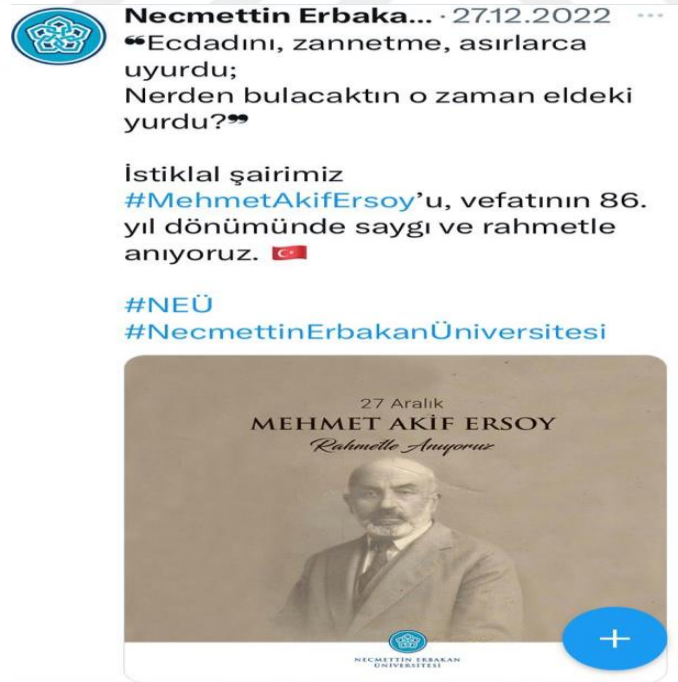 Necmettin Erbaka... · 27.12.2022 ···
“Ecdadını, zannetme, asırlarca
uyurdu;
Nerden bulacaktın o zaman eldeki
yurdu?”
İstiklal şairimiz
#MehmetAkifErsoy’u, vefatının 86.
yıl dönümünde saygı ve rahmetle
anıyoruz. 🇹🇷
#NEÜ
#NecmettinErbakanÜniversitesi
27 Aralık
MEHMET AKİF ERSOY
Rahmetle Anıyoruz
NECMETTİN ERBAKAN
ÜNİVERSİTESİ